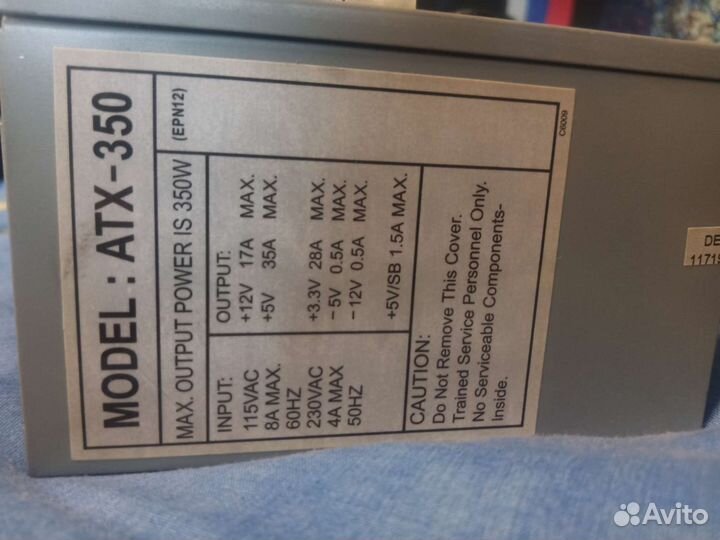 MODEL : ATX-350
MAX. OUTPUT POWER IS 350W (EPN12)
INPUT:
115VAC
8A MAX.
60HZ
230VAC
4A MAX
50HZ
OUTPUT:
+12V 17A MAX.
+5V 35A MAX.
+3.3V 28A MAX.
-5V 0.5A MAX.
-12V 0.5A MAX.
+5V/SB 1.5A MAX.
CAUTION:
Do Not Remove This Cover.
Trained Service Personnel Only.
No Serviceable Components-
Inside.
C6009
DE
11719
Avito